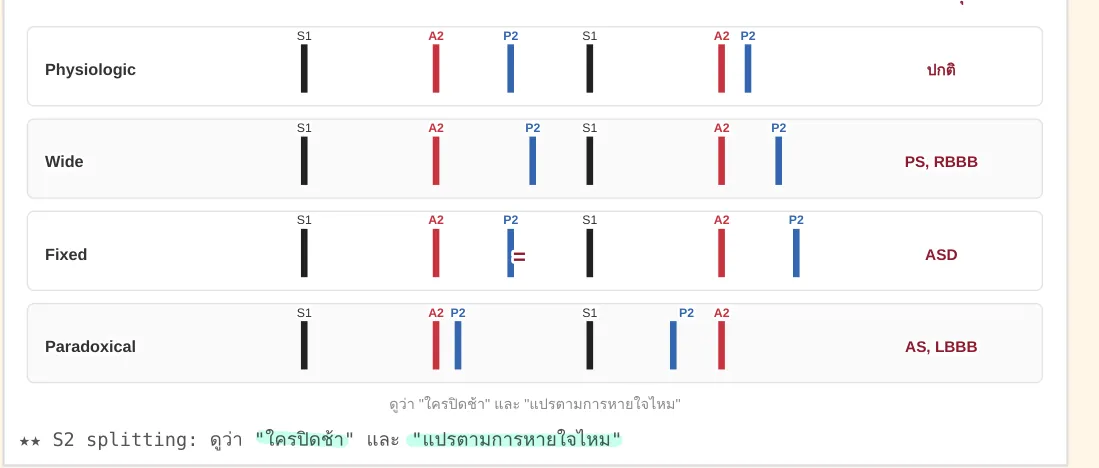 S1 A2 P2 S1 A2 P2
Physiologic ปกติ
S1 A2 P2 S1 A2 P2
Wide PS, RBBB
S1 A2 P2 S1 A2 P2
Fixed = ASD
S1 A2 P2 S1 P2 A2
Paradoxical AS, LBBB
ดูว่า "ใครปิดช้า" และ "แปรตามการหายใจไหม"
★★ S2 splitting: ดูว่า "ใครปิดช้า" และ "แปรตามการหายใจไหม"